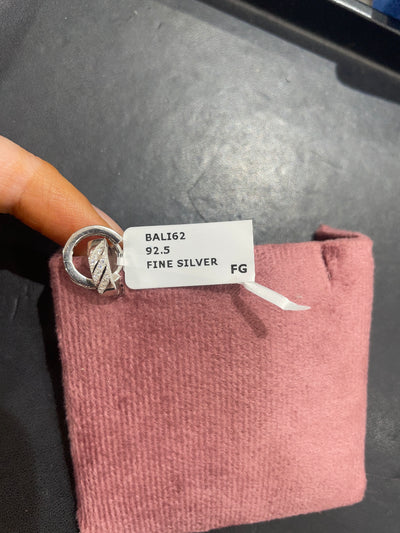 BALI62
92.5
FINE SILVER
FG